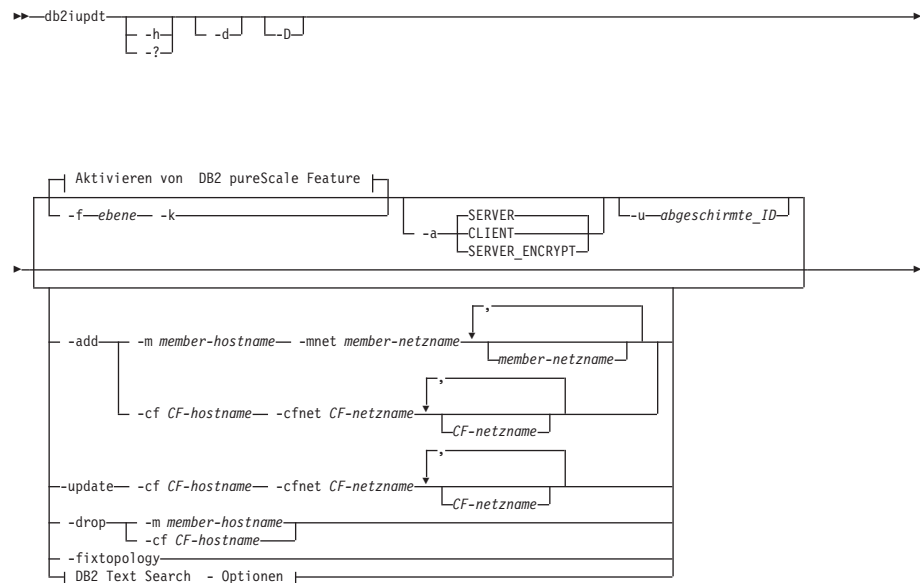 db2iupdt
-h -d -D
-?
Aktivieren von DB2 pureScale Feature
-f ebene -k
-a SERVER
CLIENT
SERVER_ENCRYPT
-u abgeschirmte_ID
,
-add -m member-hostname -mnet member-netzname
member-netzname
,
-cf CF-hostname -cfnet CF-netzname
CF-netzname
,
-update -cf CF-hostname -cfnet CF-netzname
CF-netzname
-drop -m member-hostname
-cf CF-hostname
-fixtopology
DB2 Text Search - Optionen